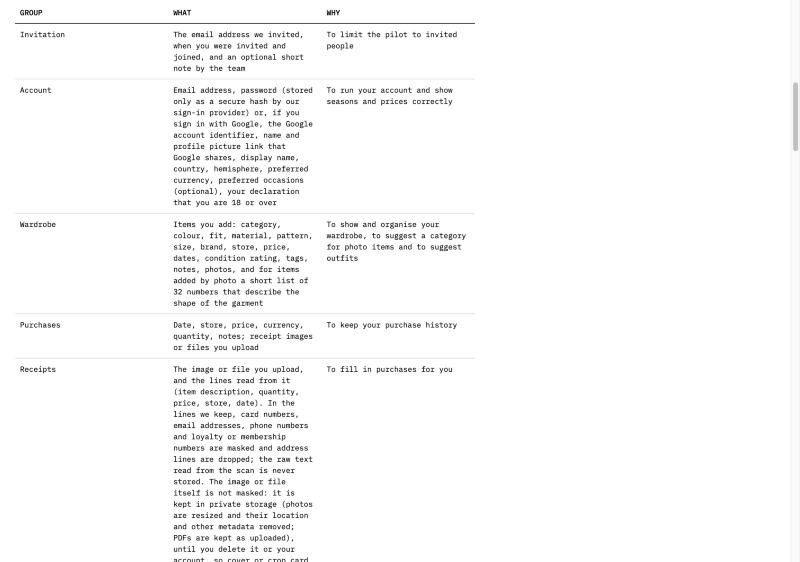 GROUP WHAT WHY
Invitation The email address we invited, To limit the pilot to invited
when you were invited and people
joined, and an optional short
note by the team
Account Email address, password (stored To run your account and show
only as a secure hash by our seasons and prices correctly
sign-in provider) or, if you
sign in with Google, the Google
account identifier, name and
profile picture link that
Google shares, display name,
country, hemisphere, preferred
currency, preferred occasions
(optional), your declaration
that you are 18 or over
Wardrobe Items you add: category, To show and organise your
colour, fit, material, pattern, wardrobe, to suggest a category
size, brand, store, price, for photo items and to suggest
dates, condition rating, tags, outfits
notes, photos, and for items
added by photo a short list of
32 numbers that describe the
shape of the garment
Purchases Date, store, price, currency, To keep your purchase history
quantity, notes; receipt images
or files you upload
Receipts The image or file you upload, To fill in purchases for you
and the lines read from it
(item description, quantity,
price, store, date). In the
lines we keep, card numbers,
email addresses, phone numbers
and loyalty or membership
numbers are masked and address
lines are dropped; the raw text
read from the scan is never
stored. The image or file
itself is not masked: it is
kept in private storage (photos
are resized and their location
and other metadata removed;
PDFs are kept as uploaded),
until you delete it or your
account, so cover or crop card